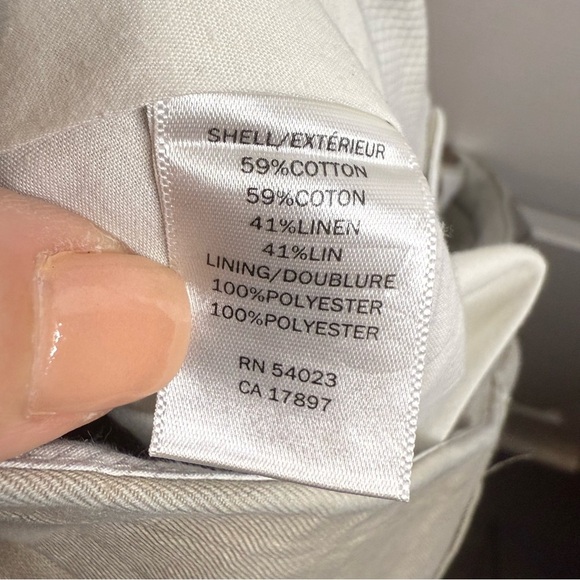 SHELL/EXTÉRIEUR
59%COTTON
59%COTON
41%LINEN
41%LIN
LINING/DOUBLURE
100%POLYESTER
100%POLYESTER
RN 54023
CA 17897